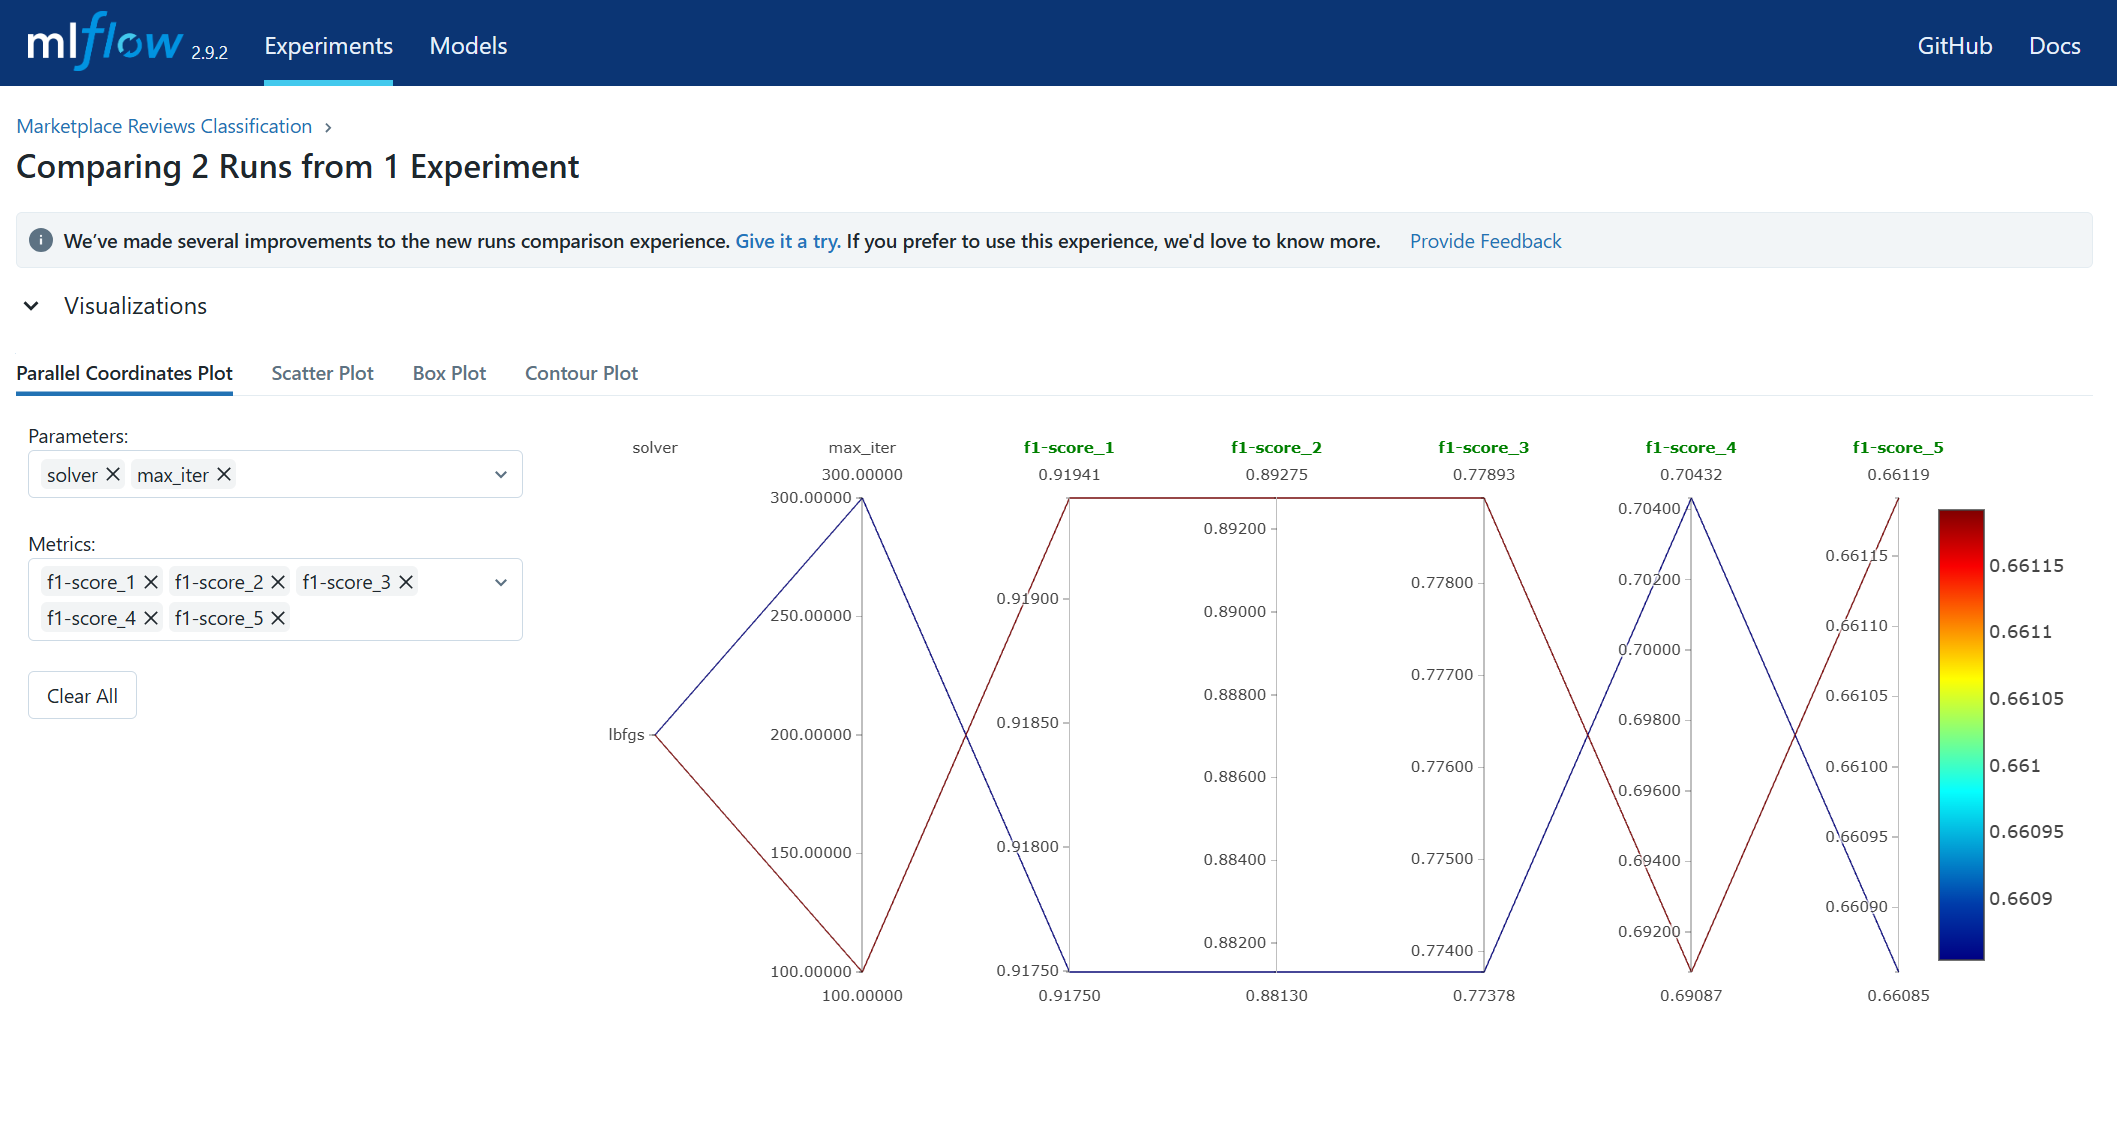 mlflow 2.9.2 Experiments Models GitHub Docs
Marketplace Reviews Classification
Comparing 2 Runs from 1 Experiment
We've made several improvements to the new runs comparison experience. Give it a try. If you prefer to use this experience, we'd love to know more. Provide Feedback
Visualizations
Parallel Coordinates Plot Scatter Plot Box Plot Contour Plot
Parameters:
solver max_iter
Metrics:
f1-score_1 f1-score_2 f1-score_3
f1-score_4 f1-score_5
Clear All
solver
lbfgs
max_iter
300.00000
300.00000
250.00000
200.00000
150.00000
100.00000
100.00000
f1-score_1
0.91941
0.91900
0.91850
0.91800
0.91750
0.91750
f1-score_2
0.89275
0.89200
0.89000
0.88800
0.88600
0.88400
0.88200
0.88130
f1-score_3
0.77893
0.77800
0.77700
0.77600
0.77500
0.77400
0.77378
f1-score_4
0.70432
0.70400
0.70200
0.70000
0.69800
0.69600
0.69400
0.69200
0.69087
f1-score_5
0.66119
0.66115
0.66110
0.66105
0.66100
0.66095
0.66090
0.66085
0.66115
0.6611
0.66105
0.661
0.66095
0.6609